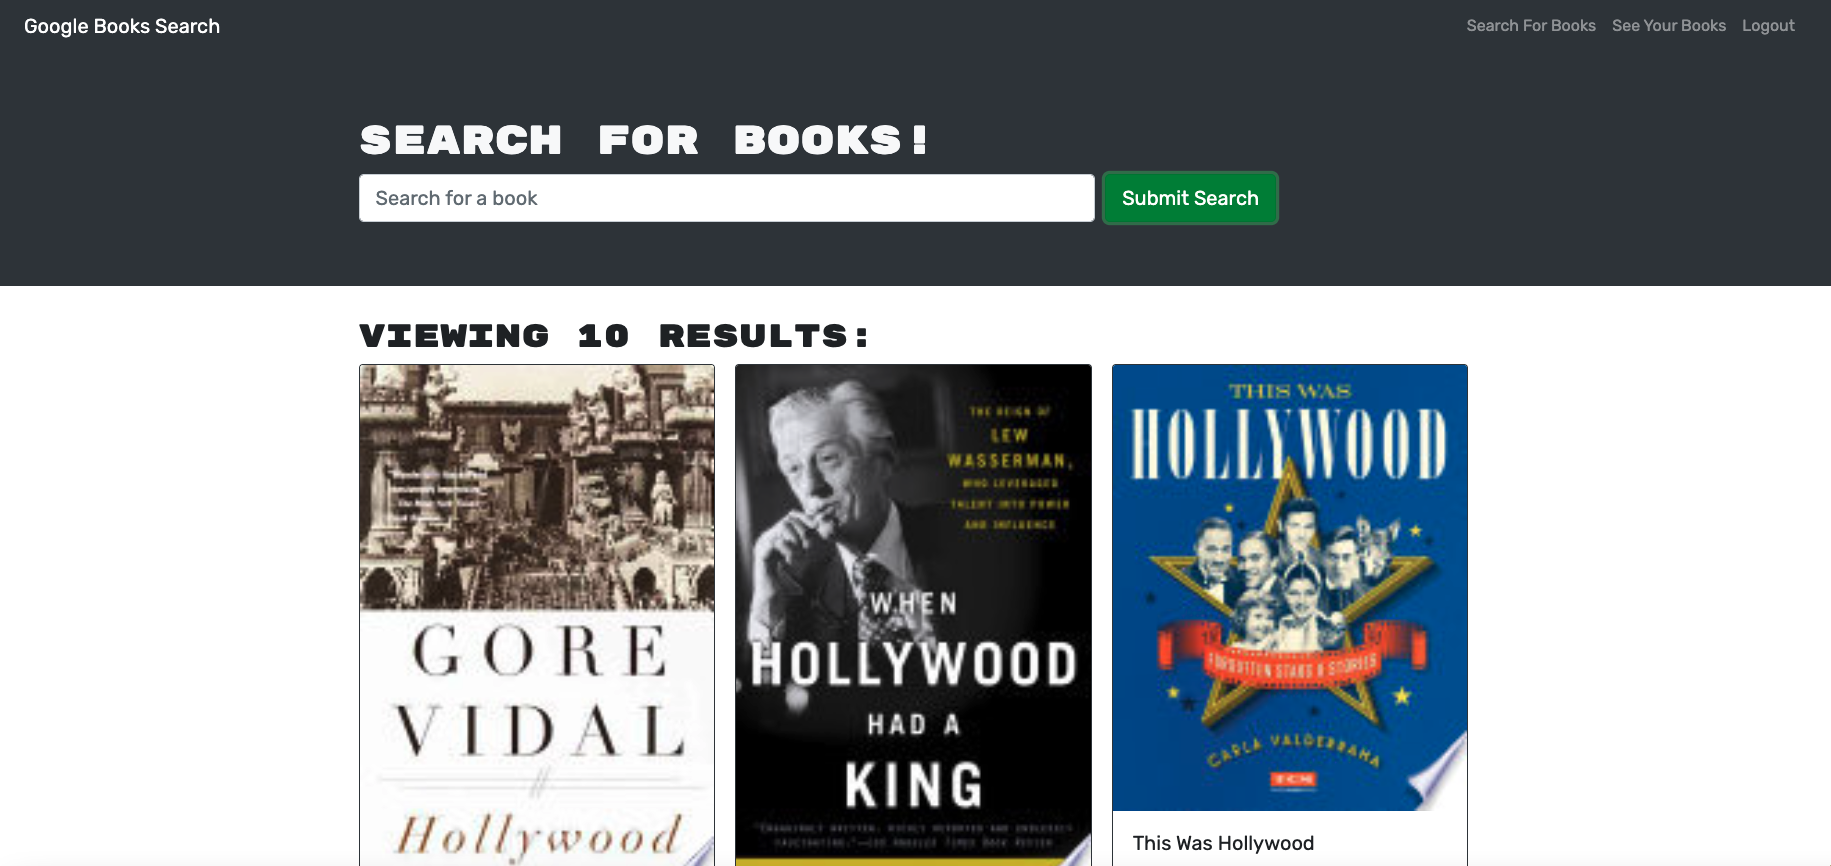 Google Books Search
Search For Books
See Your Books
Logout
SEARCH FOR BOOKS!
Search for a book
Submit Search
VIEWING 10 RESULTS:
GORE
VIDAL
Hollywood
THE REIGN OF
LEW
WASSERMAN,
WHO LEVERAGED
TALENT INTO POWER
AND INFLUENCE
WHEN
HOLLYWOOD
HAD A
KING
THIS WAS
HOLLYWOOD
FORGOTTEN STARS & STORIES
CARLA VALDERRAMA
TCM
This Was Hollywood